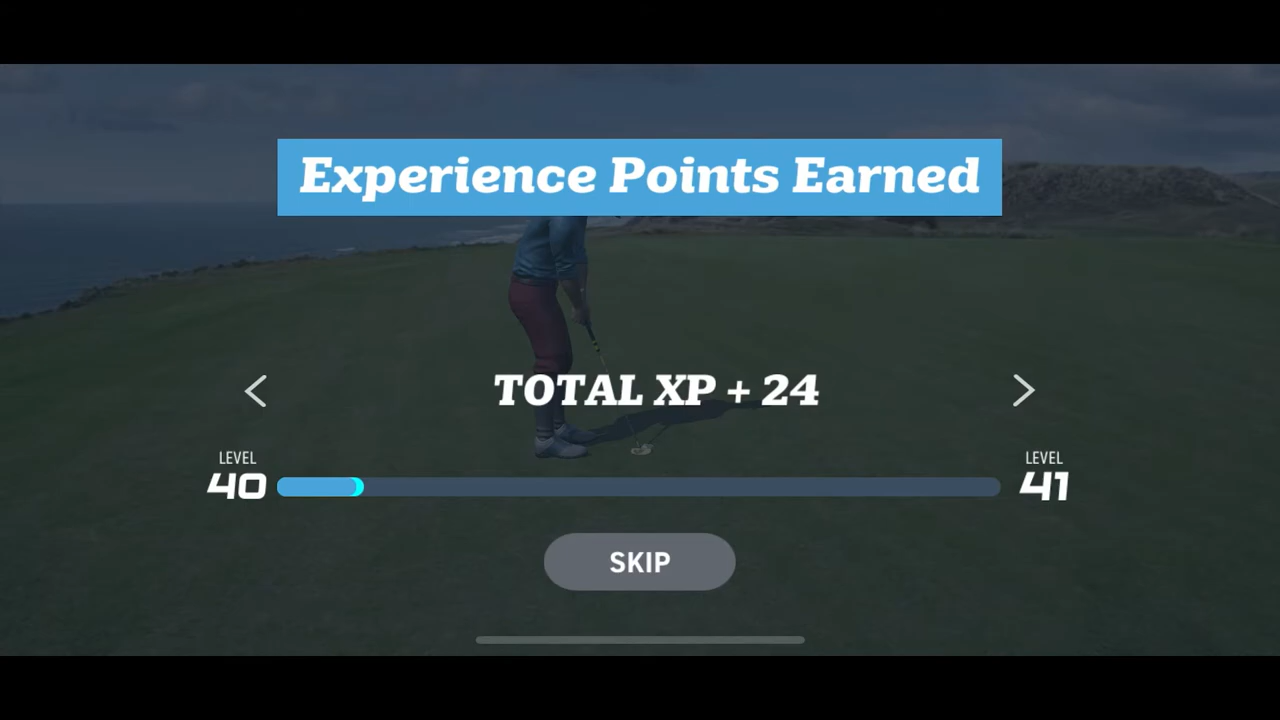 Experience Points Earned
TOTAL XP + 24
LEVEL
40
LEVEL
41
SKIP